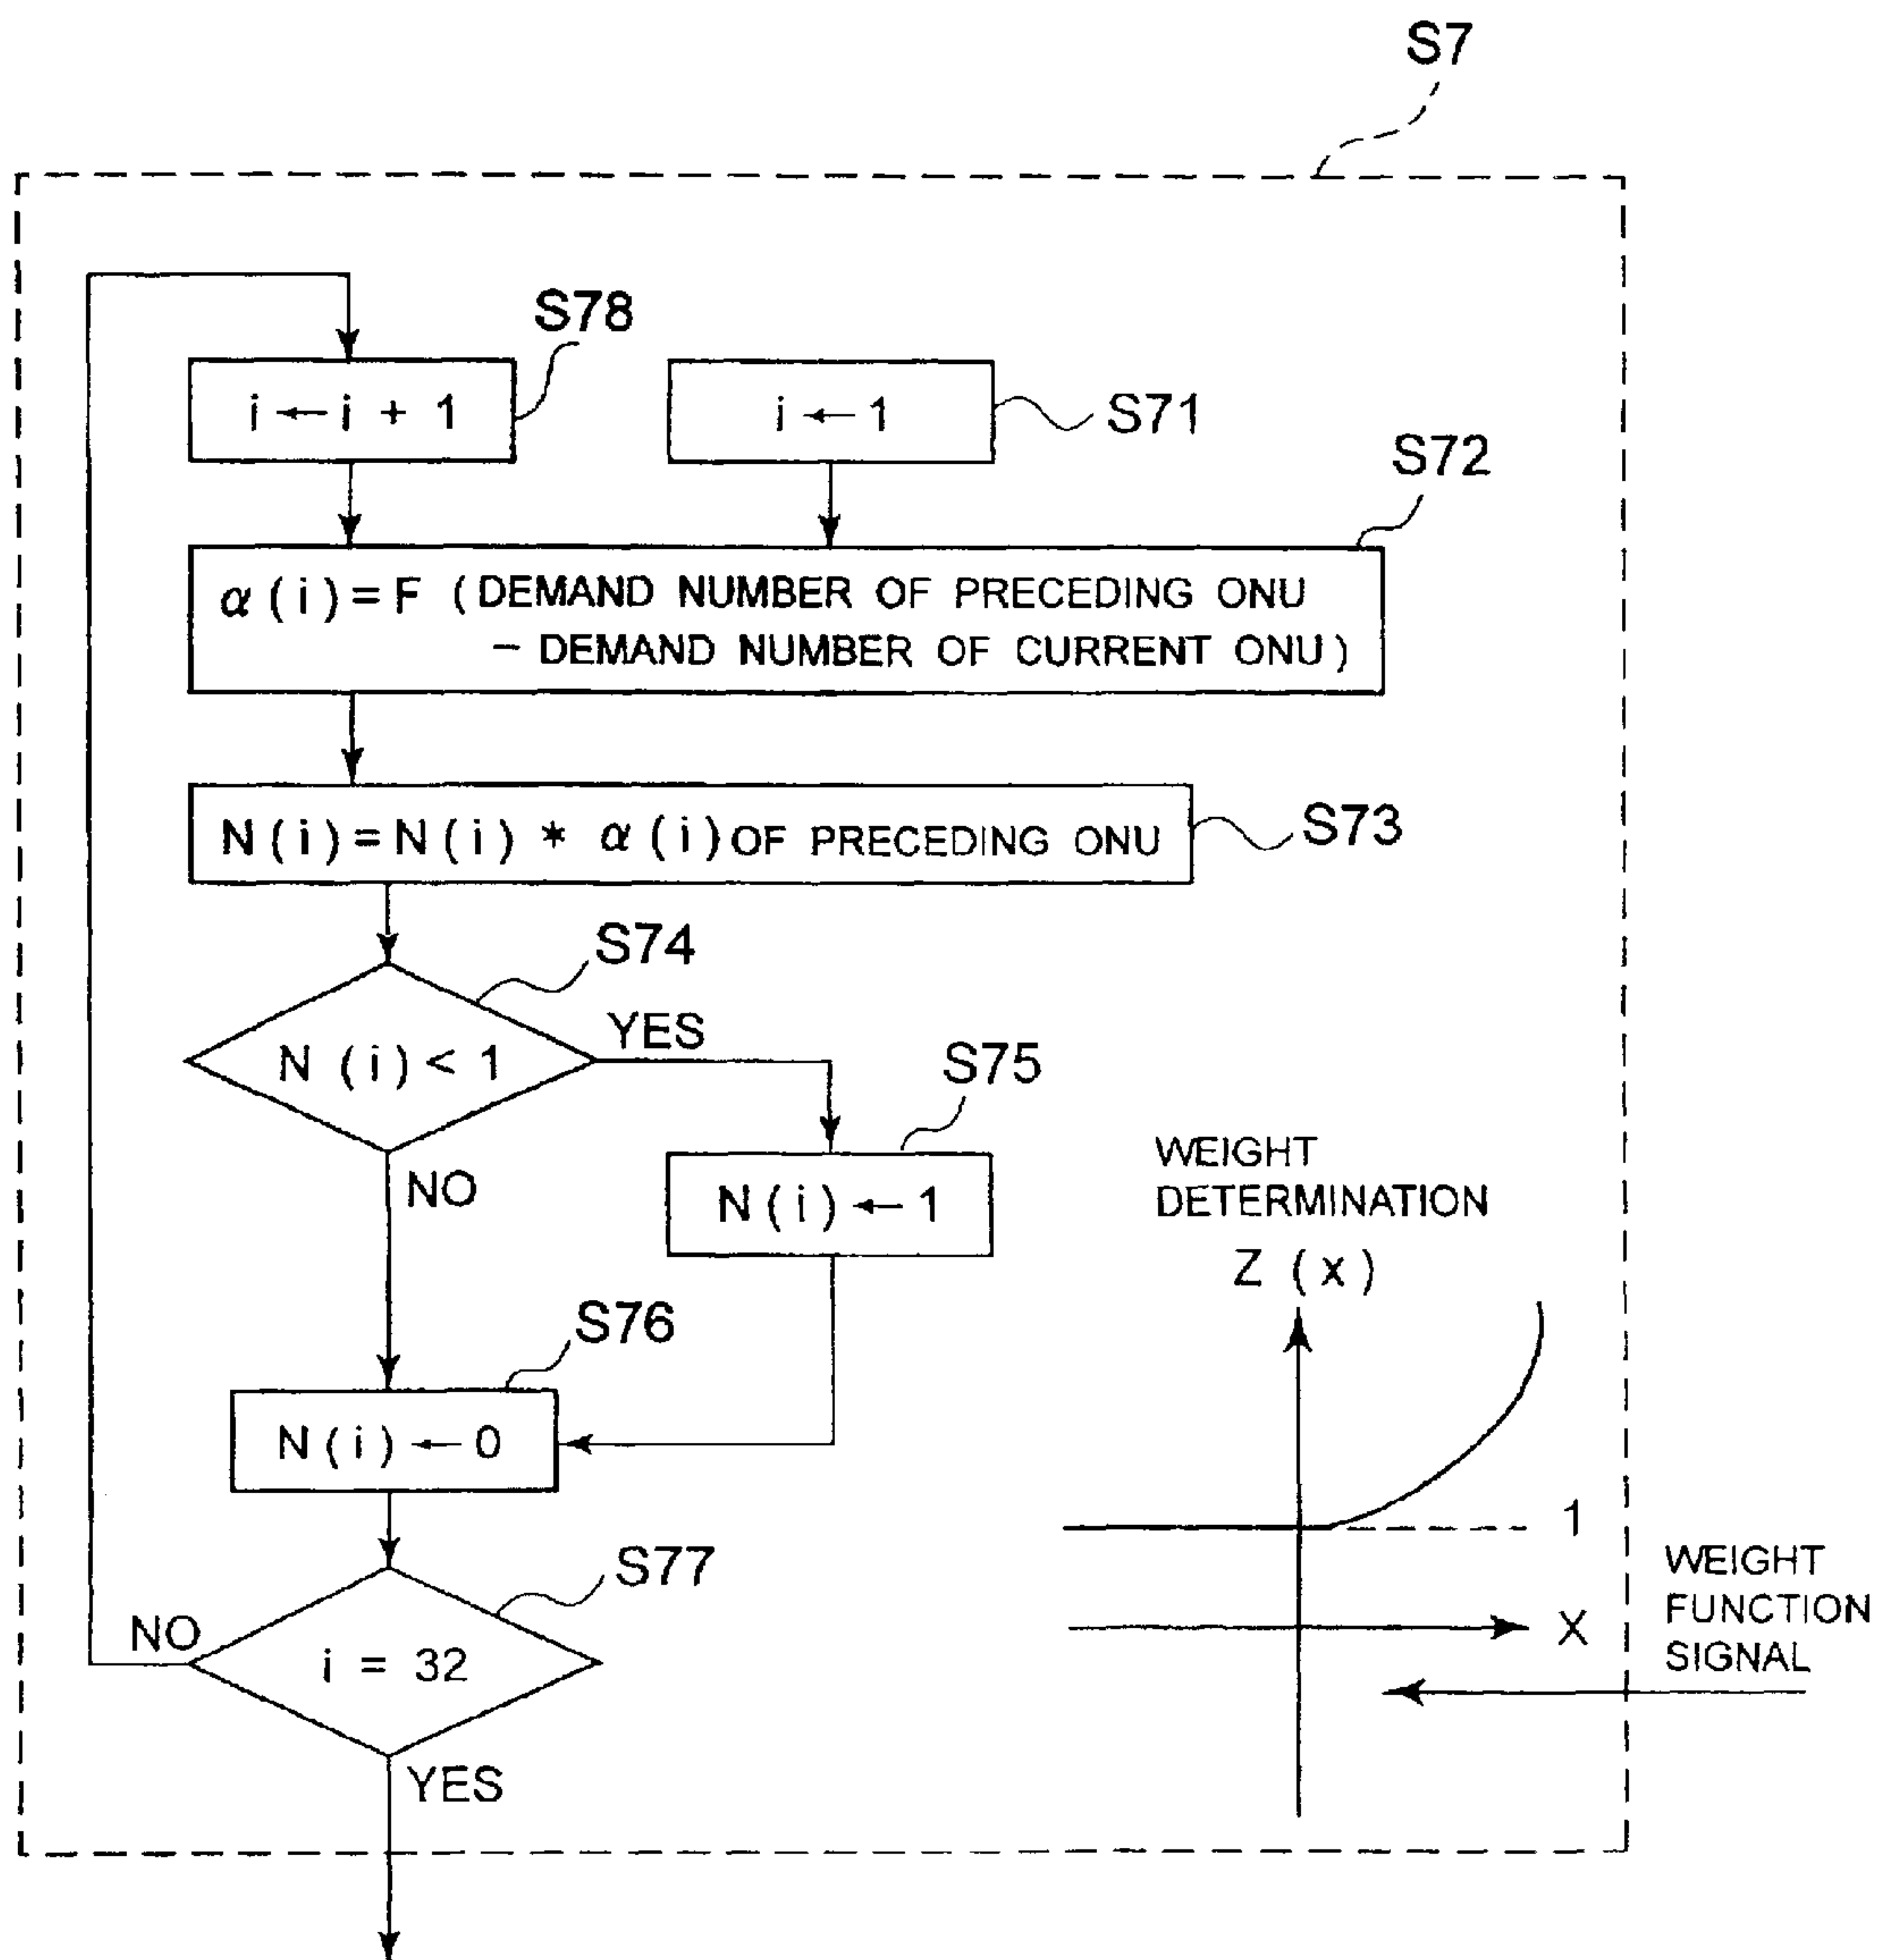 S7
S78
i ← i + 1
i ← 1
S71
S72
α(i) = F (DEMAND NUMBER OF PRECEDING ONU
− DEMAND NUMBER OF CURRENT ONU)
N(i) = N(i) * α(i) OF PRECEDING ONU
S73
S74
N(i) < 1
YES
S75
NO
N(i) ← 1
S76
N(i) ← 0
S77
NO
i = 32
YES
WEIGHT
DETERMINATION
Z (x)
1
X
WEIGHT
FUNCTION
SIGNAL